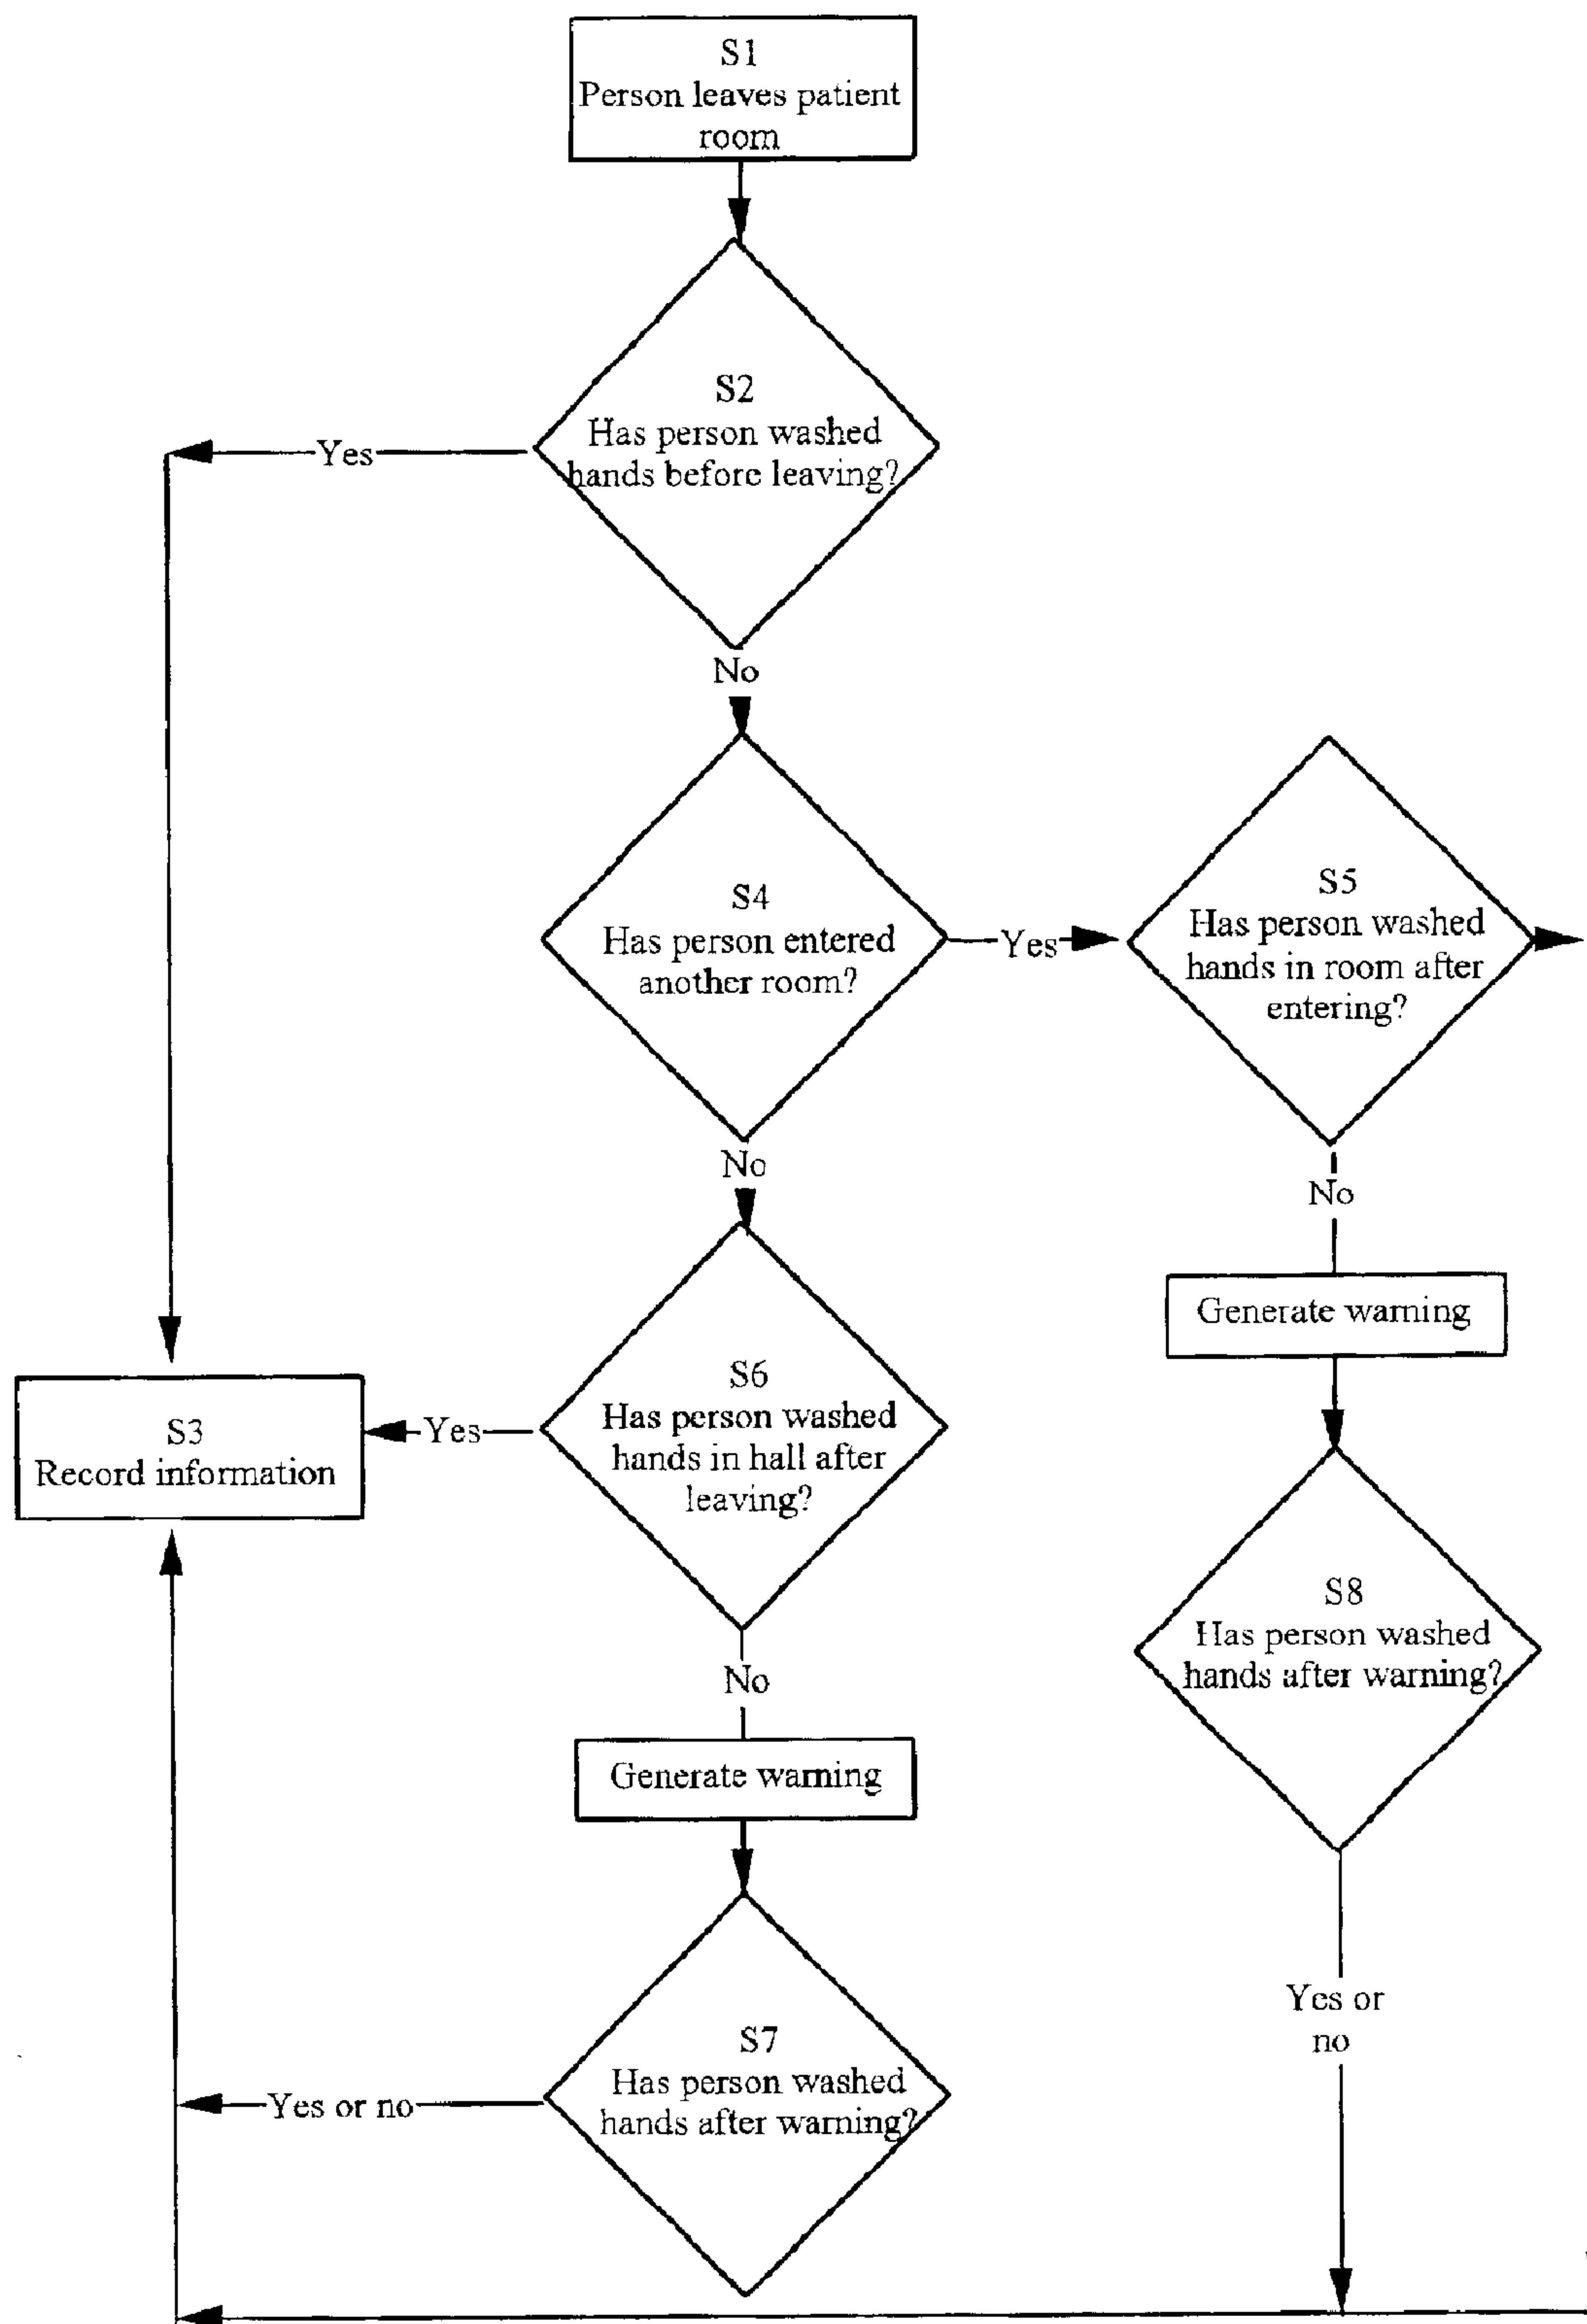 S1
Person leaves patient
room
S2
Has person washed
hands before leaving?
Yes
No
S4
Has person entered
another room?
Yes
S5
Has person washed
hands in room after
entering?
No
No
Generate warning
S6
Has person washed
hands in hall after
leaving?
Yes
S3
Record information
No
S8
Has person washed
hands after warning?
Generate warning
Yes or
no
S7
Has person washed
hands after warning?
Yes or no